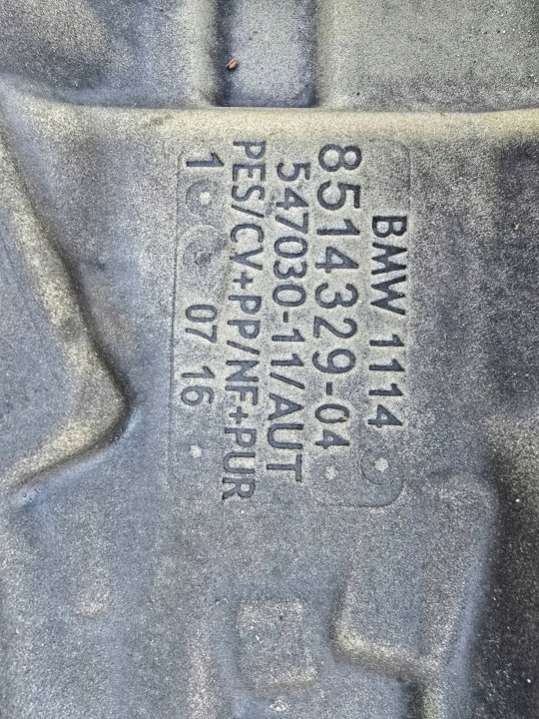 BMW 1114
8514329-04
547030-11/AUT
PES/CV+PP/NF+PUR
1 07 16